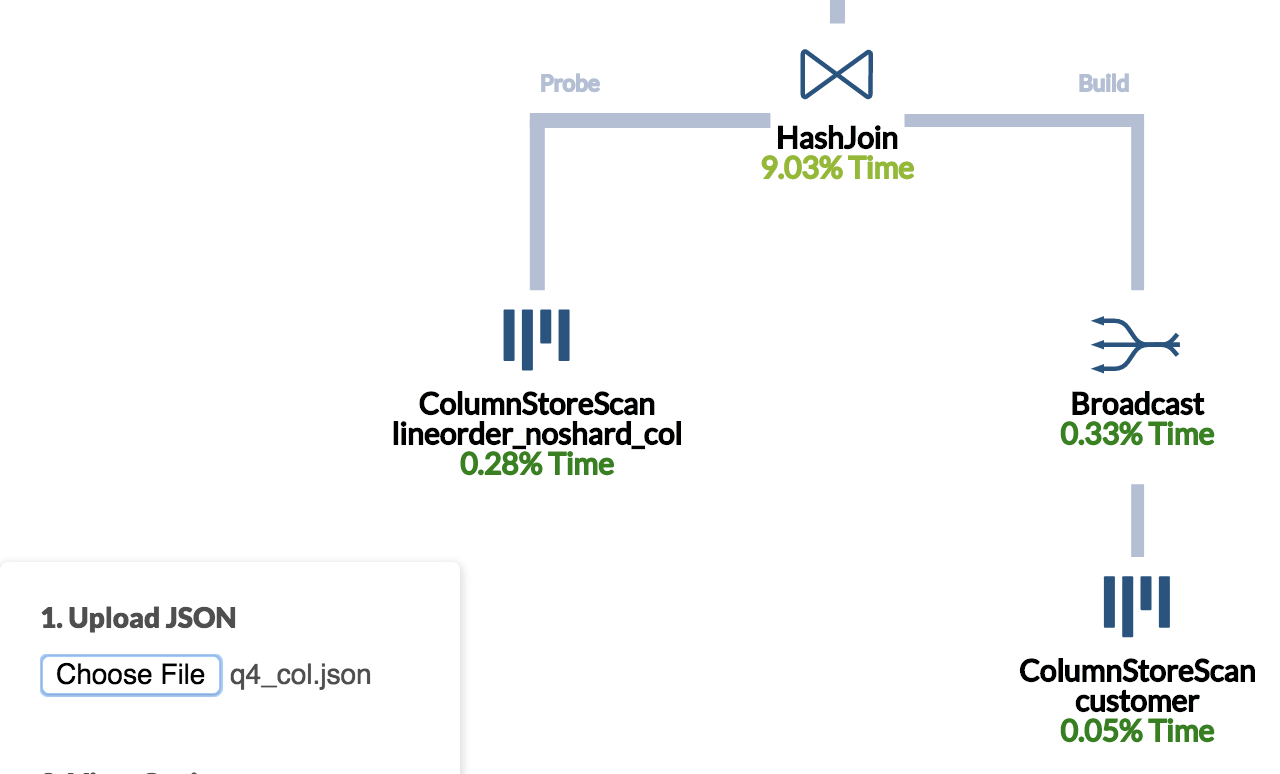 Probe
Build
HashJoin
9.03% Time
ColumnStoreScan
lineorder_noshard_col
0.28% Time
Broadcast
0.33% Time
1. Upload JSON
Choose File q4_col.json
ColumnStoreScan
customer
0.05% Time